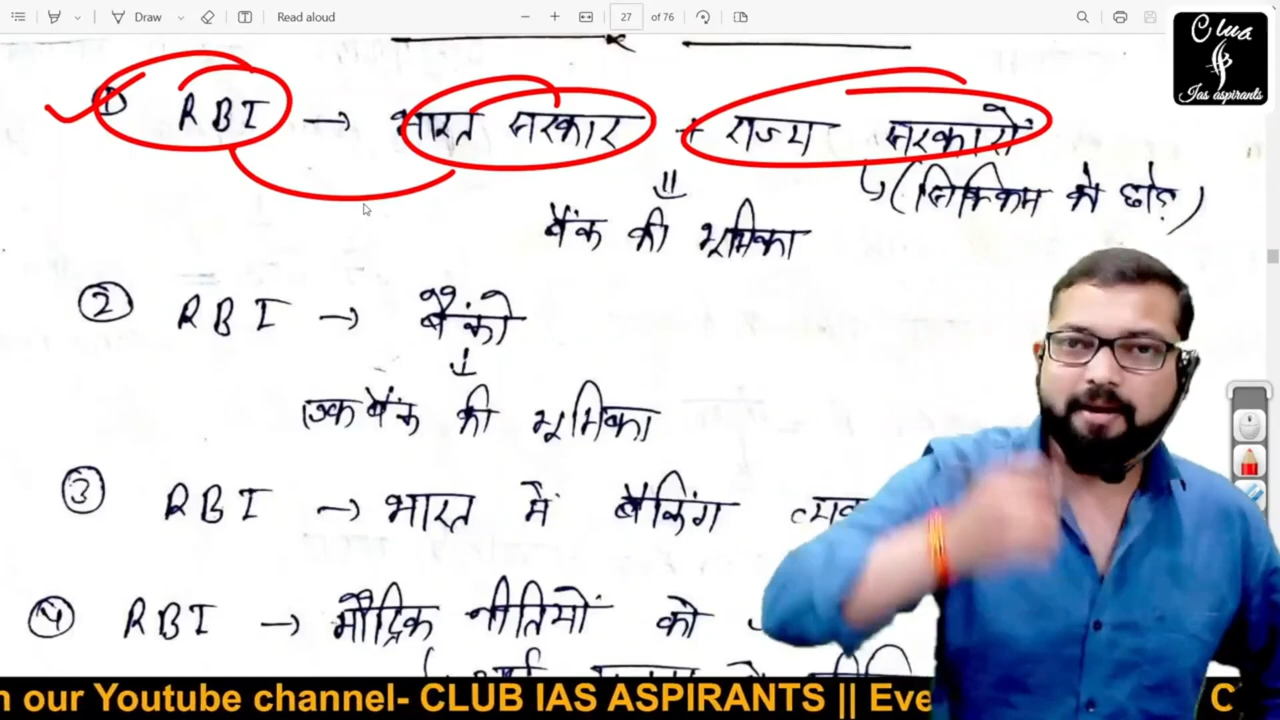 Draw
Read aloud
27 of 76
Club
Ias aspirants
① RBI → भारत सरकार + राज्य सरकारों
↳ (सिक्किम को छोड़)
बैंक की भूमिका
② RBI → बैंको
↓
बैंक की भूमिका
③ RBI → भारत में बैंकिंग
④ RBI → मौद्रिक नीतियों को
n our Youtube channel- CLUB IAS ASPIRANTS || Eve
C